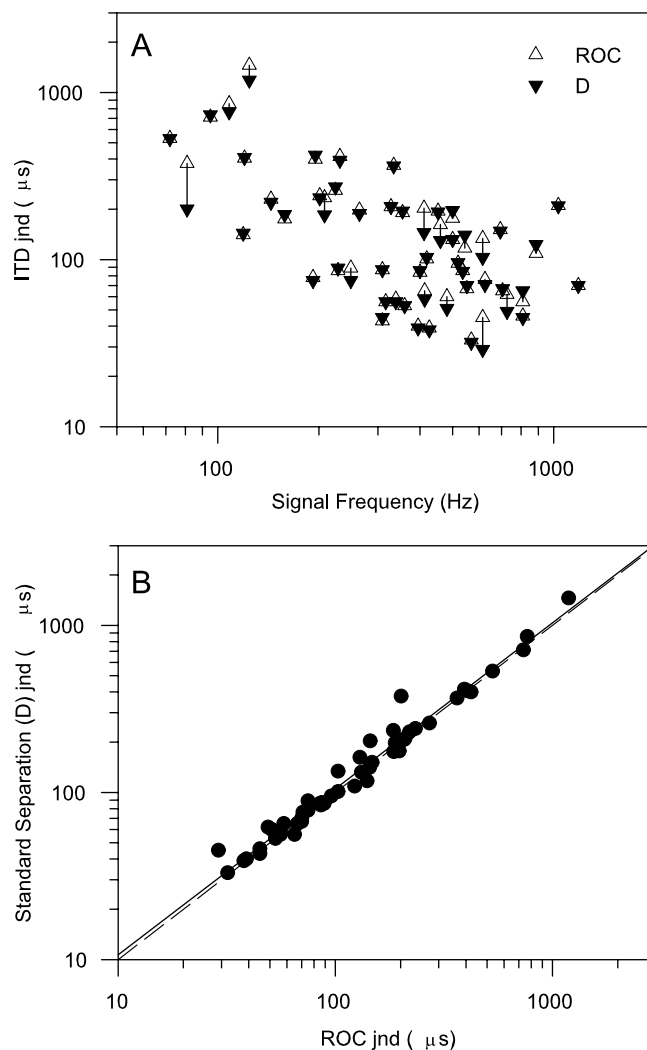 A
ROC
D
1000
100
10
ITD jnd ( μs)
100
1000
Signal Frequency (Hz)
B
1000
100
10
Standard Separation (D) jnd ( μs)
10
100
1000
ROC jnd ( μs)